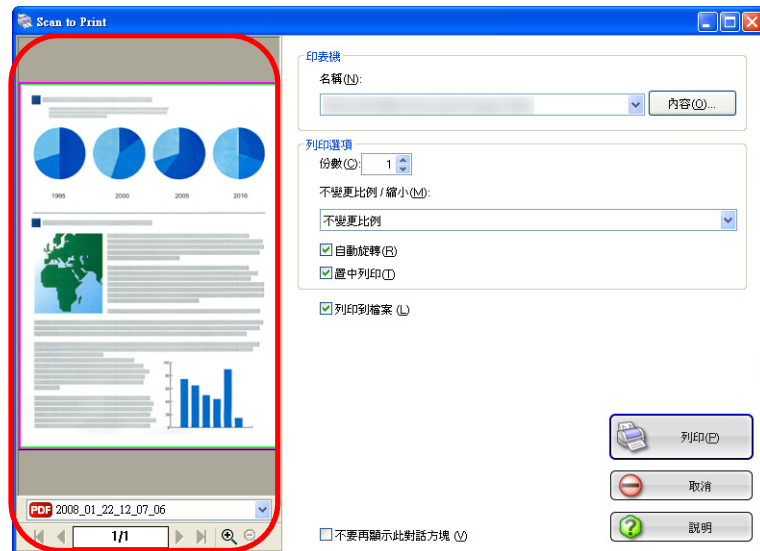 Scan to Print
1995 2000 2005 2010
PDF 2008_01_22_12_07_06
1/1
印表機
名稱(N):
內容(O)...
列印選項
份數(C): 1
不變更比例 / 縮小(M):
不變更比例
自動旋轉(R)
置中列印(T)
列印到檔案 (L)
列印(P)
取消
說明
不要再顯示此對話方塊 (V)